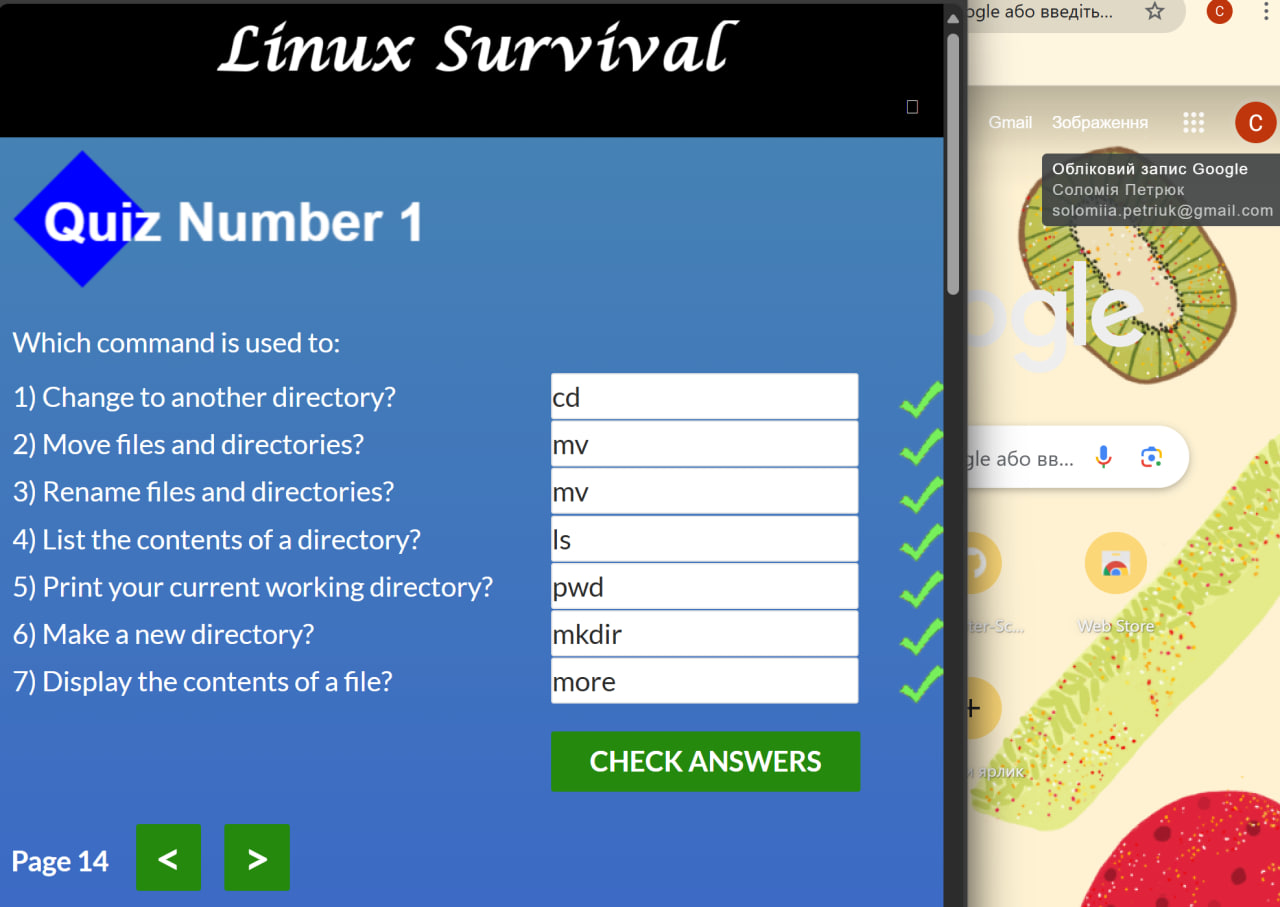 Linux Survival
Quiz Number 1
Which command is used to:
1) Change to another directory? cd
2) Move files and directories? mv
3) Rename files and directories? mv
4) List the contents of a directory? ls
5) Print your current working directory? pwd
6) Make a new directory? mkdir
7) Display the contents of a file? more
CHECK ANSWERS
Page 14 < >
ogle або введіть... C
Gmail Зображення C
Обліковий запис Google
Соломія Петрюк
solomiia.petriuk@gmail.com
ogle
gle або вв...
ter-Sc... Web Store
и ярлик